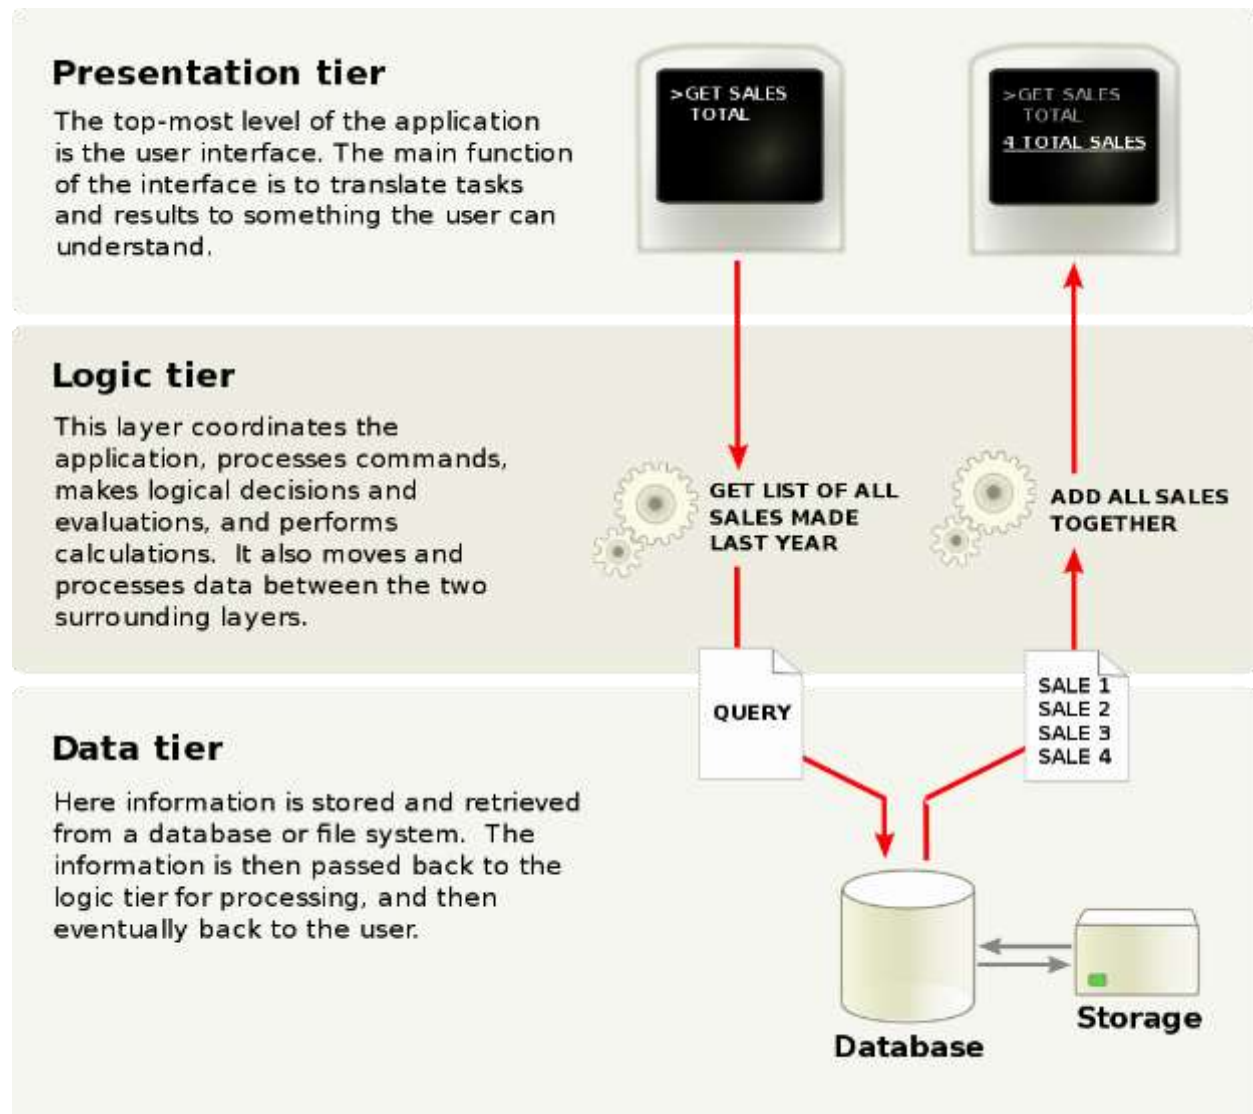 Presentation tier
The top-most level of the application
is the user interface. The main function
of the interface is to translate tasks
and results to something the user can
understand.
>GET SALES
TOTAL
>GET SALES
TOTAL
4 TOTAL SALES
Logic tier
This layer coordinates the
application, processes commands,
makes logical decisions and
evaluations, and performs
calculations.  It also moves and
processes data between the two
surrounding layers.
GET LIST OF ALL
SALES MADE
LAST YEAR
ADD ALL SALES
TOGETHER
Data tier
Here information is stored and retrieved
from a database or file system.  The
information is then passed back to the
logic tier for processing, and then
eventually back to the user.
QUERY
SALE 1
SALE 2
SALE 3
SALE 4
Database
Storage